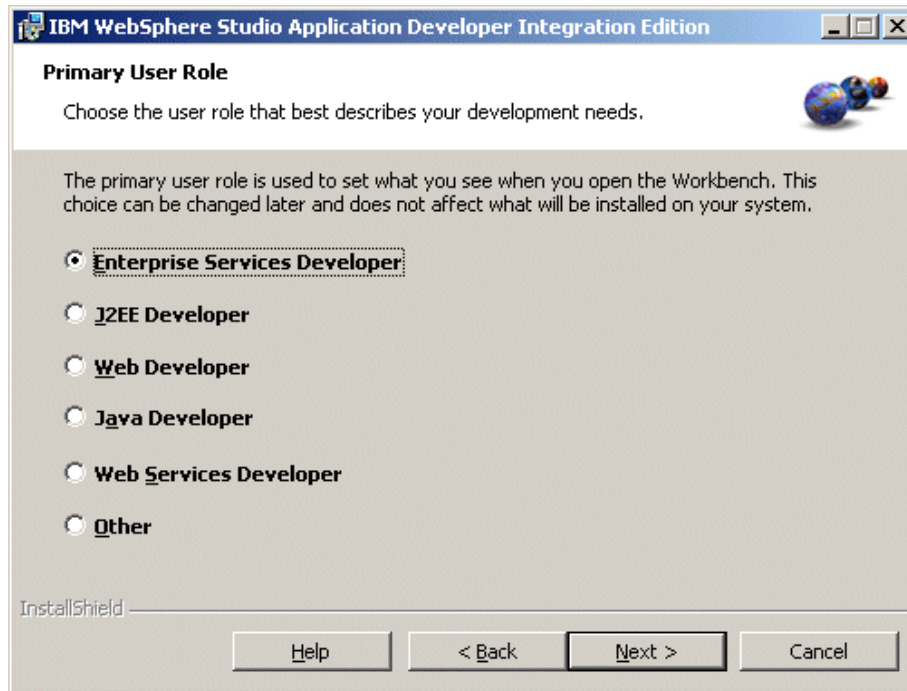 IBM WebSphere Studio Application Developer Integration Edition
Primary User Role
Choose the user role that best describes your development needs.
The primary user role is used to set what you see when you open the Workbench. This
choice can be changed later and does not affect what will be installed on your system.
Enterprise Services Developer
J2EE Developer
Web Developer
Java Developer
Web Services Developer
Other
InstallShield
Help
< Back
Next >
Cancel